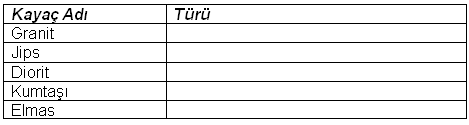 Kayaç Adı Türü
Granit
Jips
Diorit
Kumtaşı
Elmas